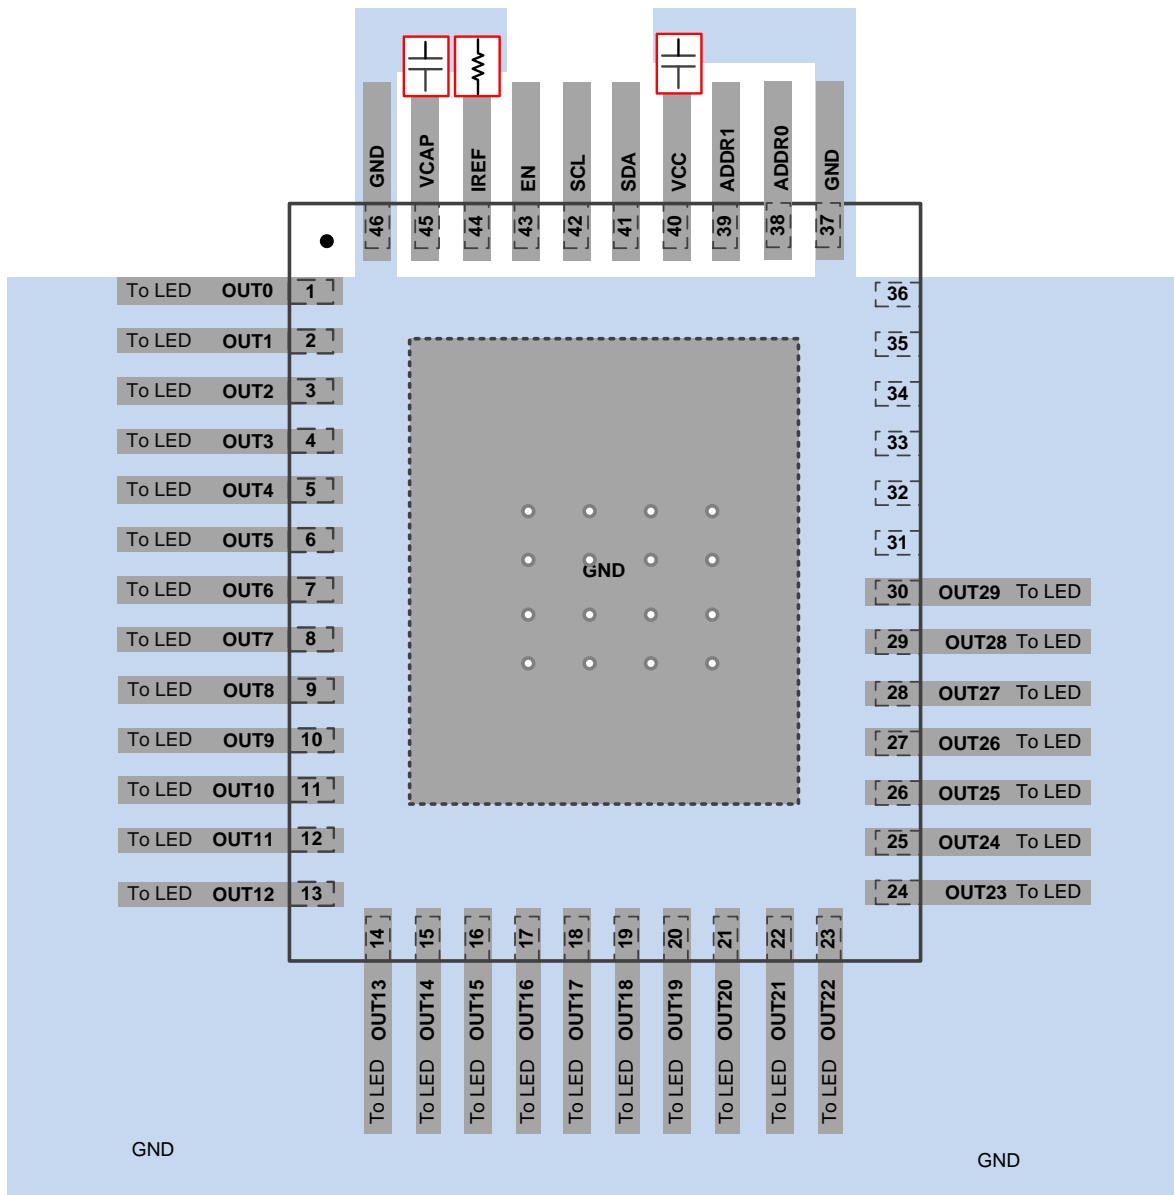 GND
VCAP
IREF
EN
SCL
SDA
VCC
ADDR1
ADDR0
GND
46
45
44
43
42
41
40
39
38
37
To LED OUT0 1
To LED OUT1 2
To LED OUT2 3
To LED OUT3 4
To LED OUT4 5
To LED OUT5 6
To LED OUT6 7
To LED OUT7 8
To LED OUT8 9
To LED OUT9 10
To LED OUT10 11
To LED OUT11 12
To LED OUT12 13
GND
36
35
34
33
32
31
30 OUT29 To LED
29 OUT28 To LED
28 OUT27 To LED
27 OUT26 To LED
26 OUT25 To LED
25 OUT24 To LED
24 OUT23 To LED
To LED OUT13 14
To LED OUT14 15
To LED OUT15 16
To LED OUT16 17
To LED OUT17 18
To LED OUT18 19
To LED OUT19 20
To LED OUT20 21
To LED OUT21 22
To LED OUT22 23
GND
GND